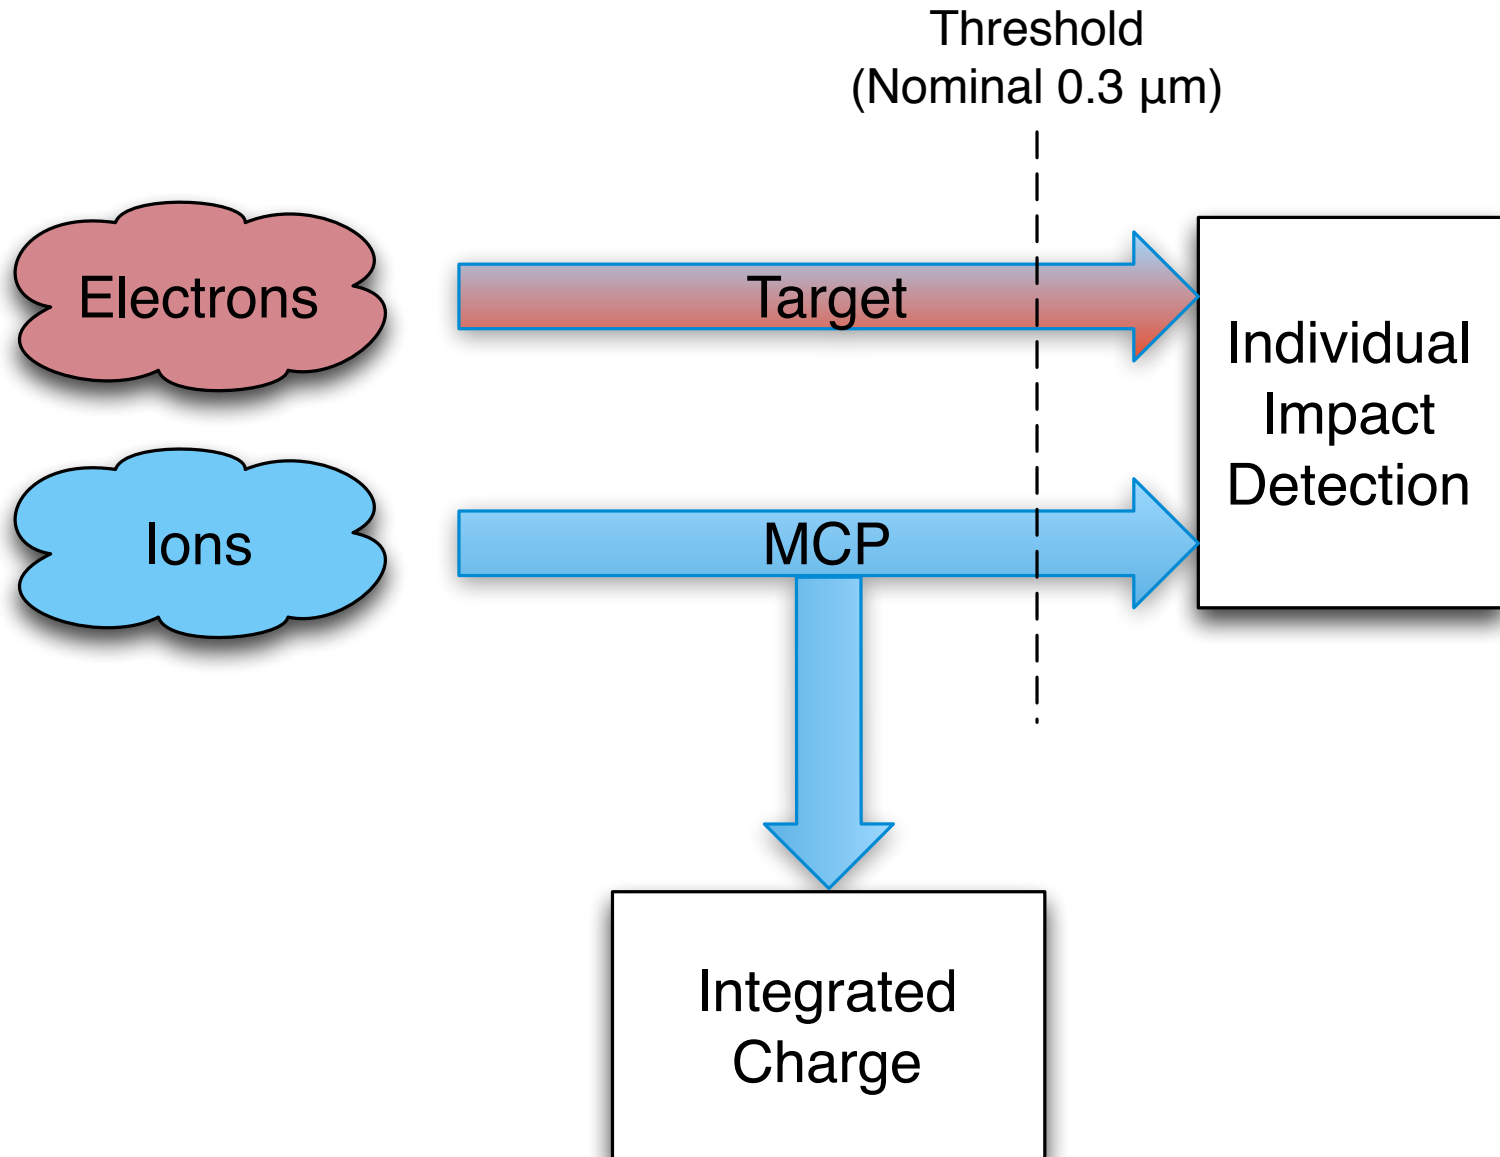 Threshold
(Nominal 0.3 μm)
Electrons
Target
Individual
Impact
Detection
Ions
MCP
Integrated
Charge